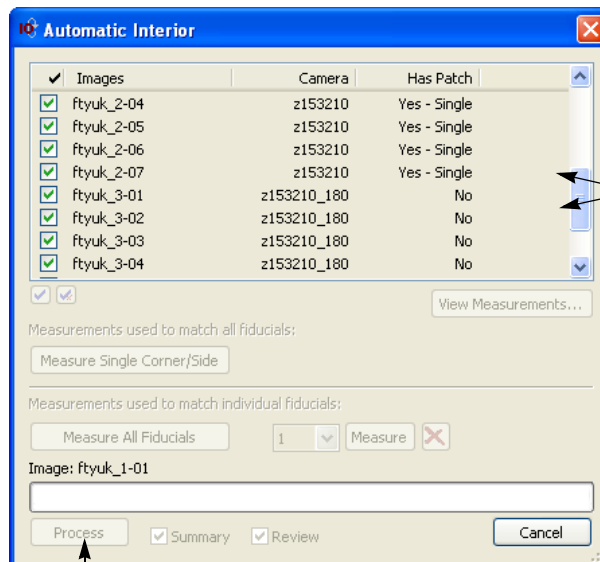 Automatic Interior
Images Camera Has Patch
ftyuk_2-04 z153210 Yes - Single
ftyuk_2-05 z153210 Yes - Single
ftyuk_2-06 z153210 Yes - Single
ftyuk_2-07 z153210 Yes - Single
ftyuk_3-01 z153210_180 No
ftyuk_3-02 z153210_180 No
ftyuk_3-03 z153210_180 No
ftyuk_3-04 z153210_180 No
View Measurements...
Measurements used to match all fiducials:
Measure Single Corner/Side
Measurements used to match individual fiducials:
Measure All Fiducials 1 Measure
Image: ftyuk_1-01
Process Summary Review Cancel